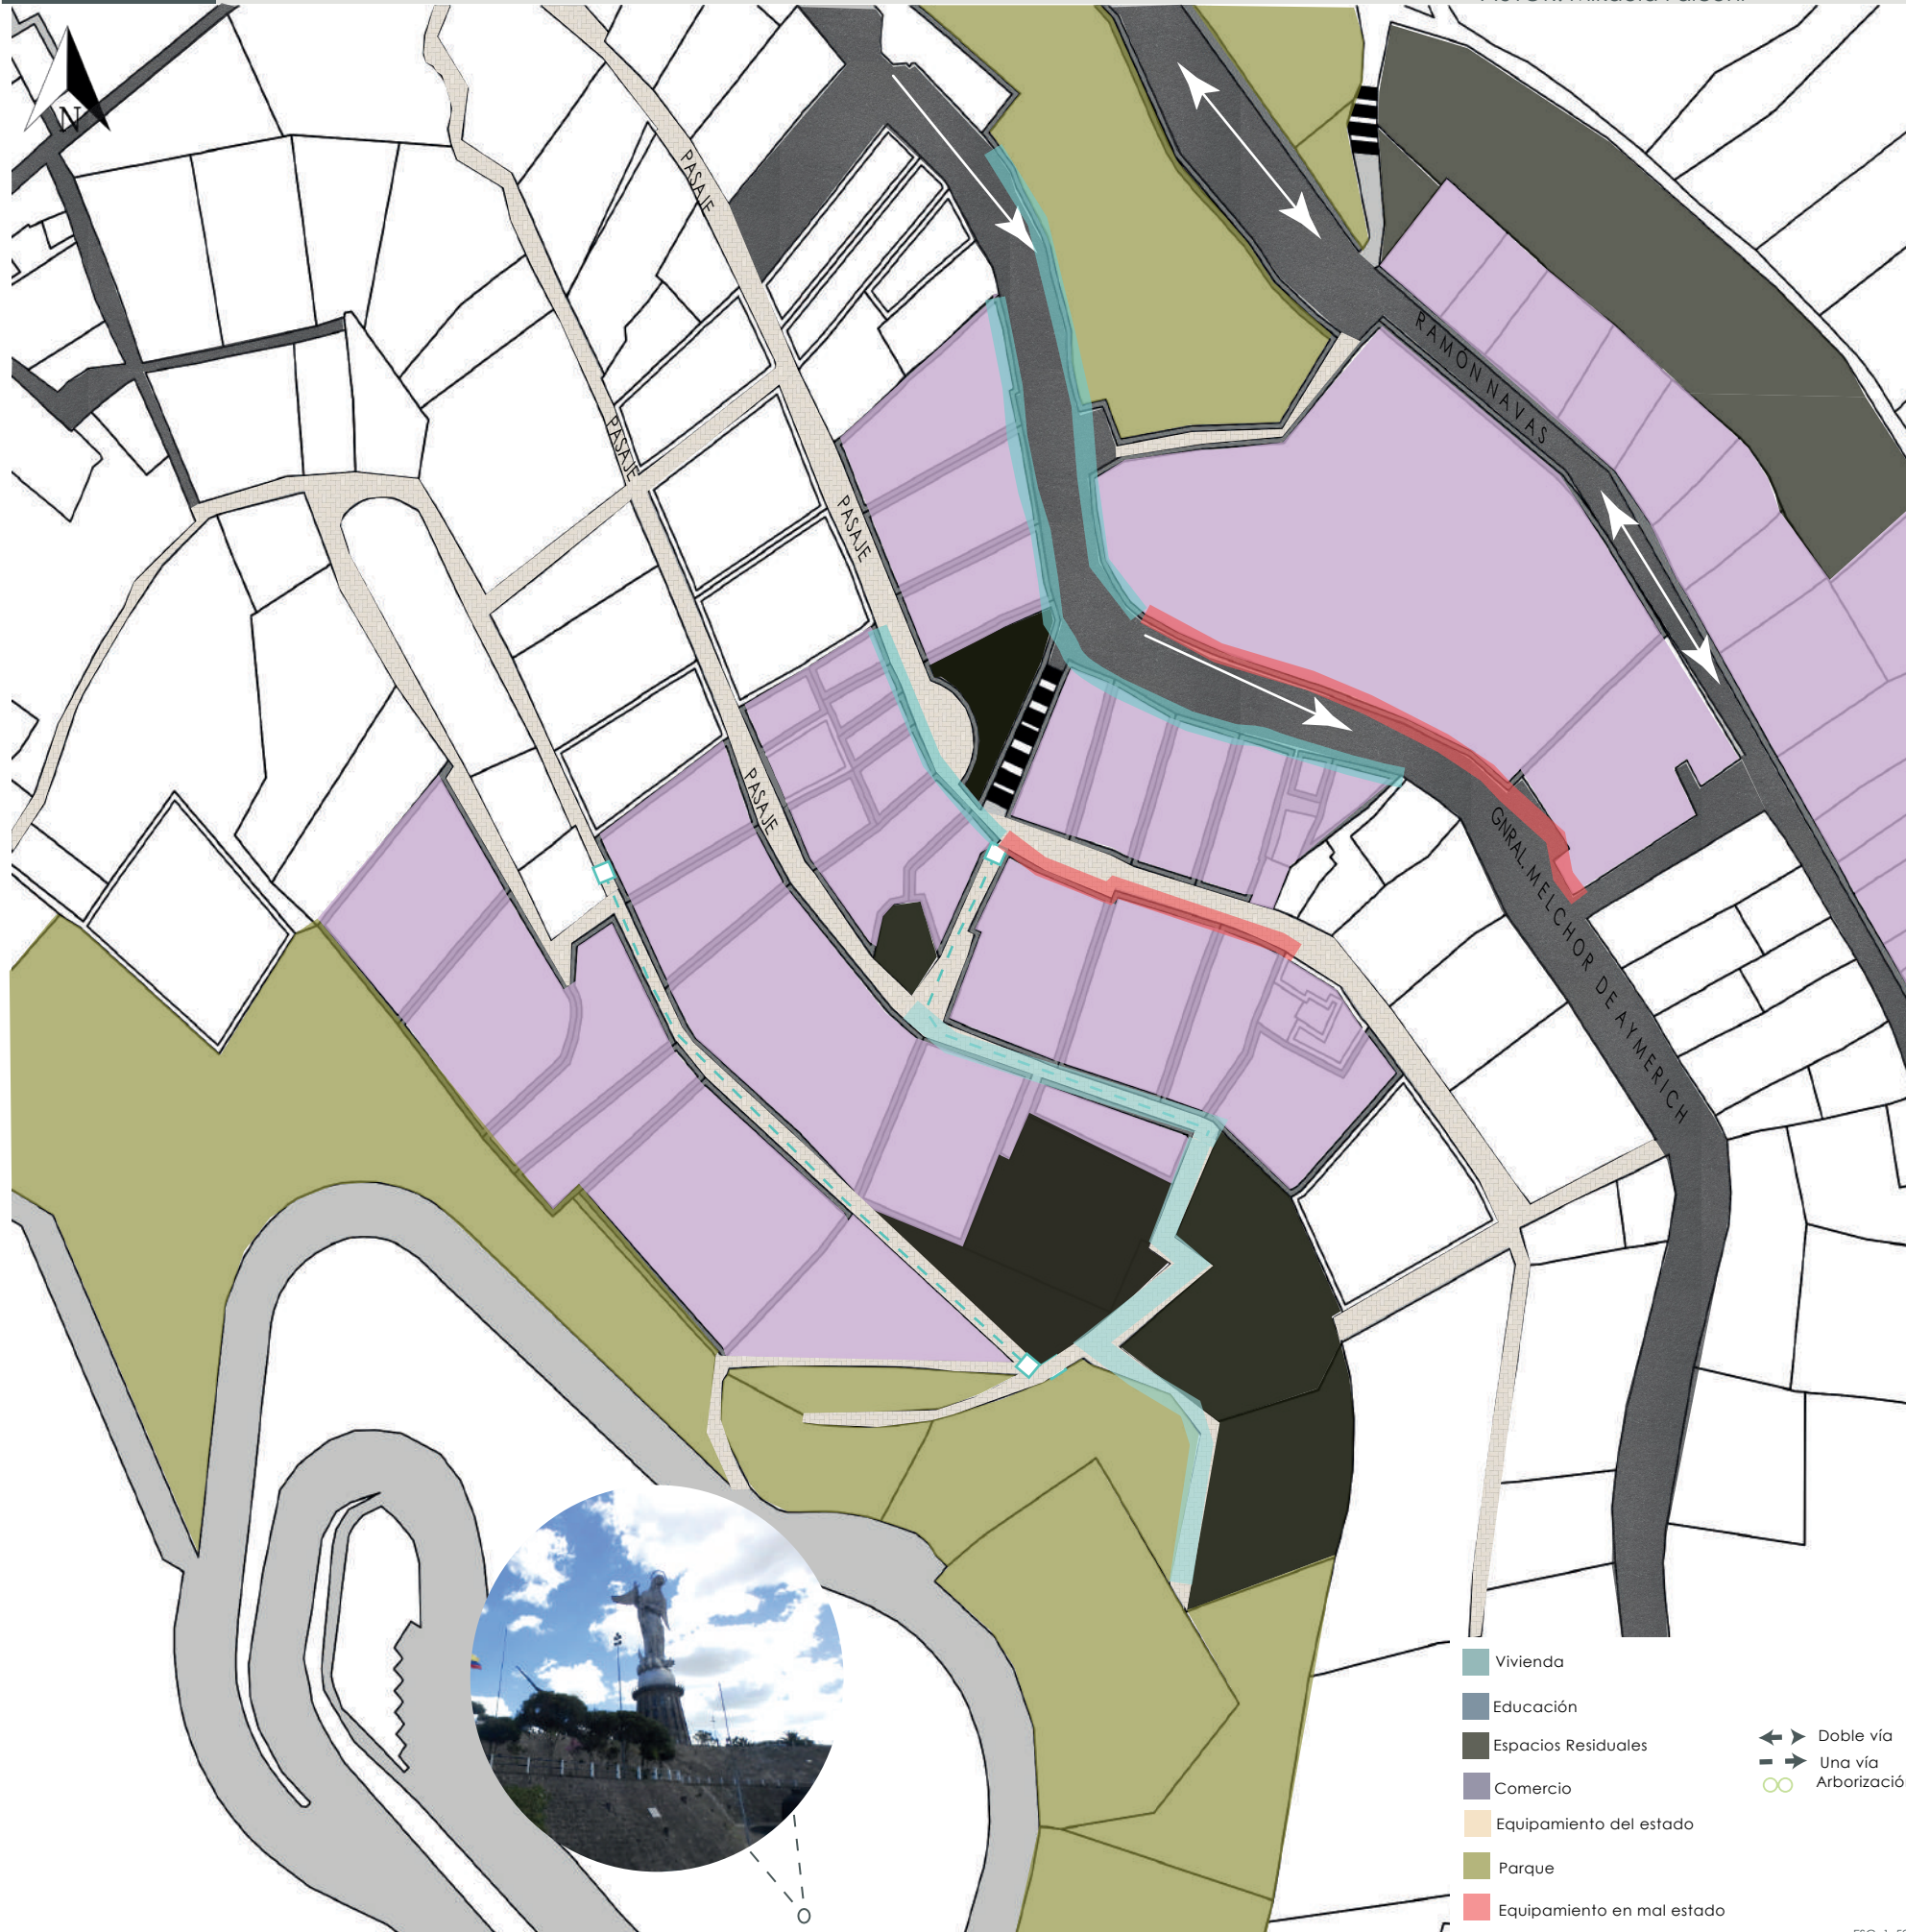 N
PASAJE
PASAJE
PASAJE
PASAJE
RAMÓN NAVAS
GNRAL. MELCHOR DE AYMERICH
Vivienda
Educación
Espacios Residuales
Comercio
Equipamiento del estado
Parque
Equipamiento en mal estado
Doble vía
Una vía